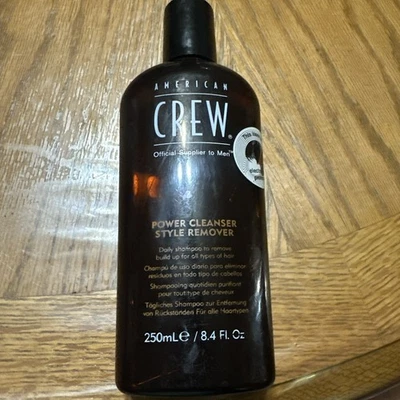 AMERICAN
CREW®
Official Supplier to Men™
This
POWER CLEANSER
STYLE REMOVER
Daily shampoo to remove
build up for all types of hair
Champú de uso diario para eliminar
residuos en todo tipo de cabellos
Shampooing quotidien purifiant
pour tout type de cheveux
Tägliches Shampoo zur Entfernung
von Rückständen Für alle Haartypen
250mL℮ / 8.4 Fl. Oz